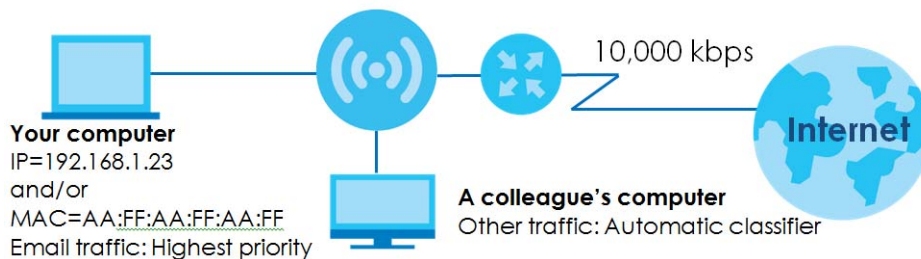 10,000 kbps
Internet
Your computer
IP=192.168.1.23
and/or
MAC=AA:FF:AA:FF:AA:FF
Email traffic: Highest priority
A colleague's computer
Other traffic: Automatic classifier